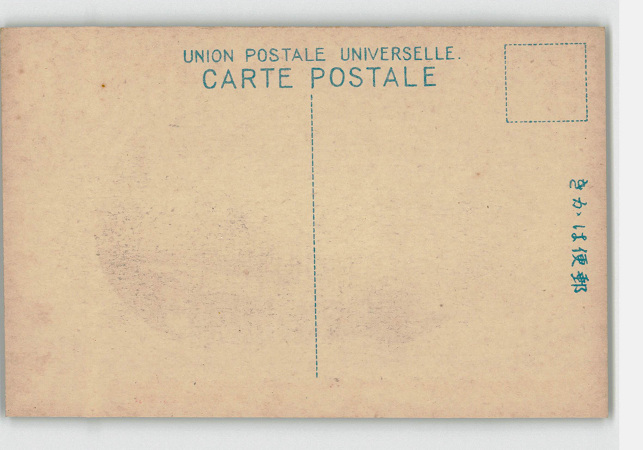 UNION POSTALE UNIVERSELLE.
CARTE POSTALE
きかは便郵